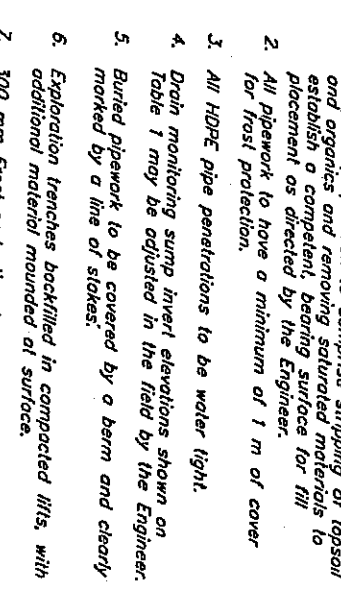 and organics and removing saturated materials to
establish a competent, bearing surface for fill
placement as directed by the Engineer.
2. All pipework to have a minimum of 1 m of cover
for frost protection.
3. All HDPE pipe penetrations to be water tight.
4. Drain monitoring sump invert elevations shown on
Table 1 may be adjusted in the field by the Engineer.
5. Buried pipework to be covered by a berm and clearly
marked by a line of stakes.
6. Exploration trenches backfilled in compacted lifts, with
additional material mounded at surface.
7. 300 mm